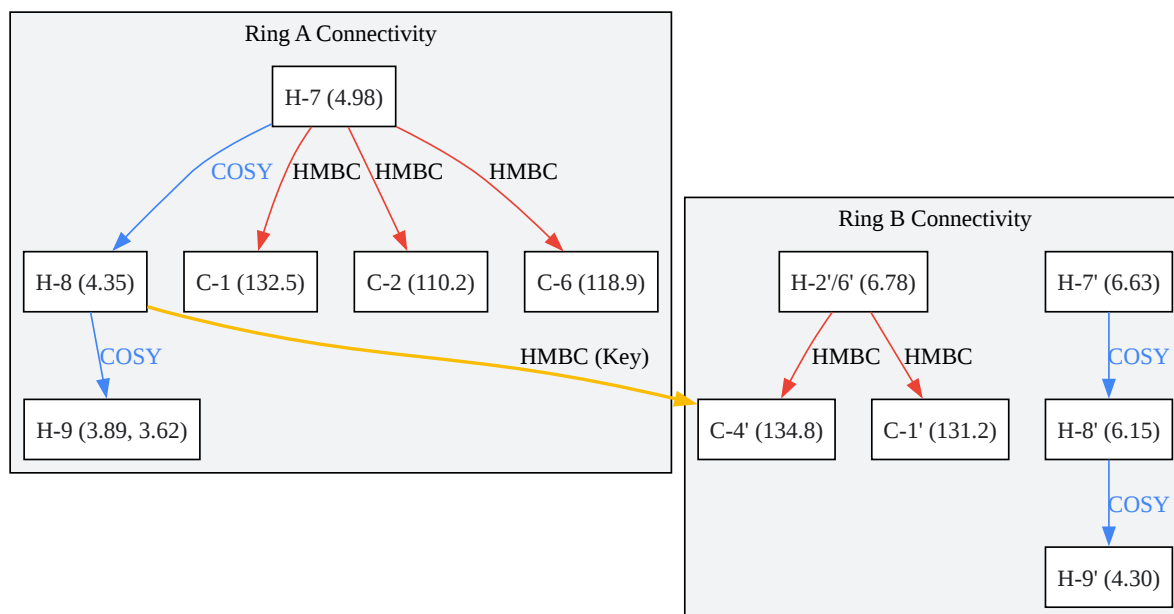 Ring A Connectivity
H-7 (4.98)
COSY
HMBC
HMBC
HMBC
H-8 (4.35)
C-1 (132.5)
C-2 (110.2)
C-6 (118.9)
COSY
HMBC (Key)
H-9 (3.89, 3.62)
Ring B Connectivity
H-2'/6' (6.78)
H-7' (6.63)
HMBC
HMBC
COSY
C-4' (134.8)
C-1' (131.2)
H-8' (6.15)
COSY
H-9' (4.30)